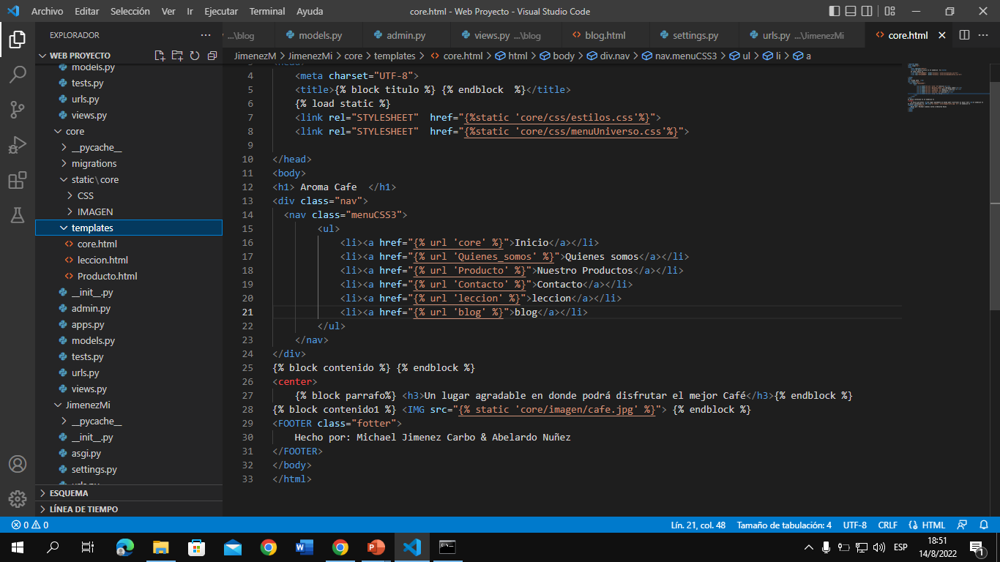 Archivo Editar Selección Ver Ir Ejecutar Terminal Ayuda
core.html - Web Proyecto - Visual Studio Code
EXPLORADOR
...\blog models.py admin.py views.py ...\blog blog.html settings.py urls.py ...\JimenezMi core.html
WEB PROYECTO
JimenezM > JimenezMi > core > templates > core.html > html > body > div.nav > nav.menuCSS3 > ul > li > a
models.py
tests.py
urls.py
views.py
core
__pycache__
migrations
static\core
CSS
IMAGEN
templates
core.html
leccion.html
Producto.html
__init__.py
admin.py
apps.py
models.py
tests.py
urls.py
views.py
JimenezMi
__pycache__
__init__.py
asgi.py
settings.py
urls.py
ESQUEMA
LÍNEA DE TIEMPO
<head>
4 <meta charset="UTF-8">
5 <title>{% block titulo %} {% endblock  %}</title>
6 {% load static %}
7 <link rel="STYLESHEET"  href="{%static 'core/css/estilos.css'%}">
8 <link rel="STYLESHEET"  href="{%static 'core/css/menuUniverso.css'%}">
9
10 </head>
11 <body>
12 <h1> Aroma Cafe  </h1>
13 <div class="nav">
14 <nav class="menuCSS3">
15 <ul>
16 <li><a href="{% url 'core' %}">Inicio</a></li>
17 <li><a href="{% url 'Quienes_somos' %}">Quienes somos</a></li>
18 <li><a href="{% url 'Producto' %}">Nuestro Productos</a></li>
19 <li><a href="{% url 'Contacto' %}">Contacto</a></li>
20 <li><a href="{% url 'leccion' %}">leccion</a></li>
21 <li><a href="{% url 'blog' %}">blog</a></li>
22 </ul>
23 </nav>
24 </div>
25 {% block contenido %} {% endblock %}
26 <center>
27 {% block parrafo%} <h3>Un lugar agradable en donde podrá disfrutar el mejor Café</h3>{% endblock %}
28 {% block contenido1 %} <IMG src="{% static 'core/imagen/cafe.jpg' %}"> {% endblock %}
29 <FOOTER class="fotter">
30 Hecho por: Michael Jimenez Carbo & Abelardo Nuñez
31 </FOOTER>
32 </body>
33 </html>
0 0
Lín. 21, col. 48 Tamaño de tabulación: 4 UTF-8 CRLF HTML
ESP
18:51
14/8/2022
1